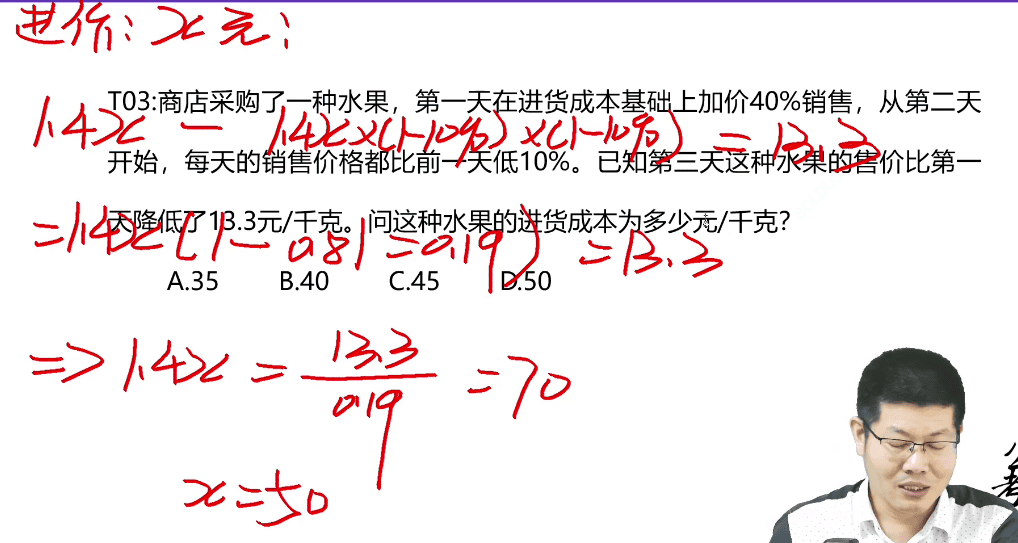 进价：x元；
T03:商店采购了一种水果，第一天在进货成本基础上加价40%销售，从第二天
1.4x - 1.4x×(1-10%)×(1-10%) = 13.3
开始，每天的销售价格都比前一天低10%。已知第三天这种水果的售价比第一
天降低了13.3元/千克。问这种水果的进货成本为多少元/千克?
=1.4x(1-0.81=0.19) =13.3
A.35 B.40 C.45 D.50
=> 1.4x = 13.3/0.19 =70
x=50